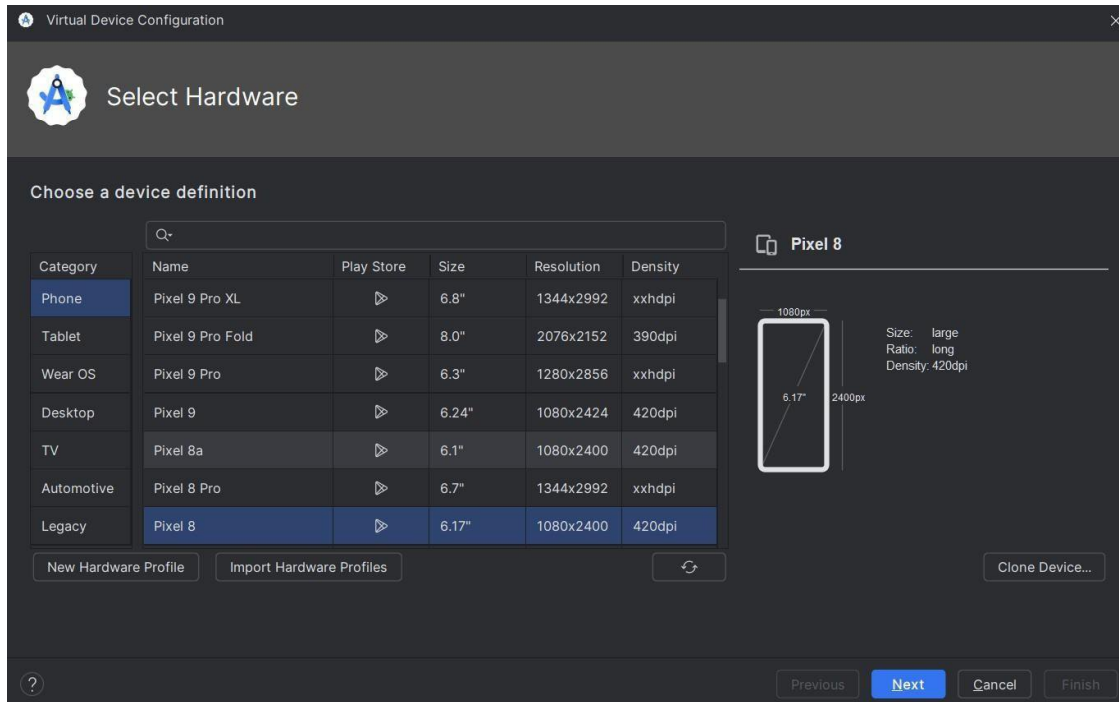 Virtual Device Configuration
Select Hardware
Choose a device definition
Category
Phone
Tablet
Wear OS
Desktop
TV
Automotive
Legacy
Name Play Store Size Resolution Density
Pixel 9 Pro XL 6.8" 1344x2992 xxhdpi
Pixel 9 Pro Fold 8.0" 2076x2152 390dpi
Pixel 9 Pro 6.3" 1280x2856 xxhdpi
Pixel 9 6.24" 1080x2424 420dpi
Pixel 8a 6.1" 1080x2400 420dpi
Pixel 8 Pro 6.7" 1344x2992 xxhdpi
Pixel 8 6.17" 1080x2400 420dpi
New Hardware Profile Import Hardware Profiles
Pixel 8
1080px
6.17"
2400px
Size: large
Ratio: long
Density: 420dpi
Clone Device...
?
Previous Next Cancel Finish